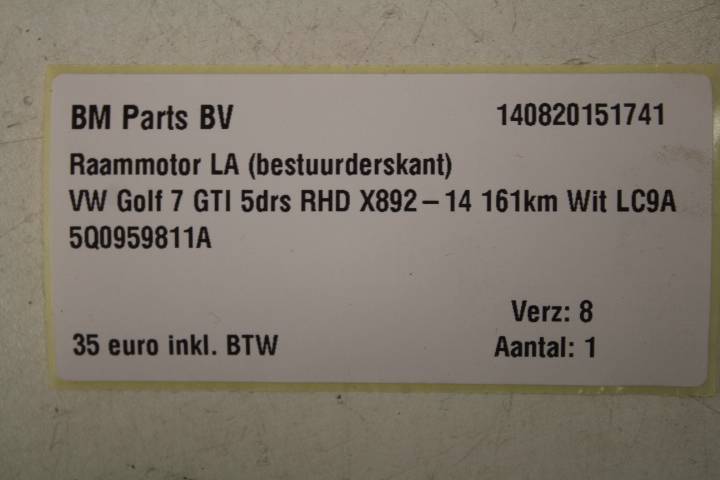 BM Parts BV 140820151741
Raammotor LA (bestuurderskant)
VW Golf 7 GTI 5drs RHD X892-14 161km Wit LC9A
5Q0959811A
Verz: 8
35 euro inkl. BTW Aantal: 1